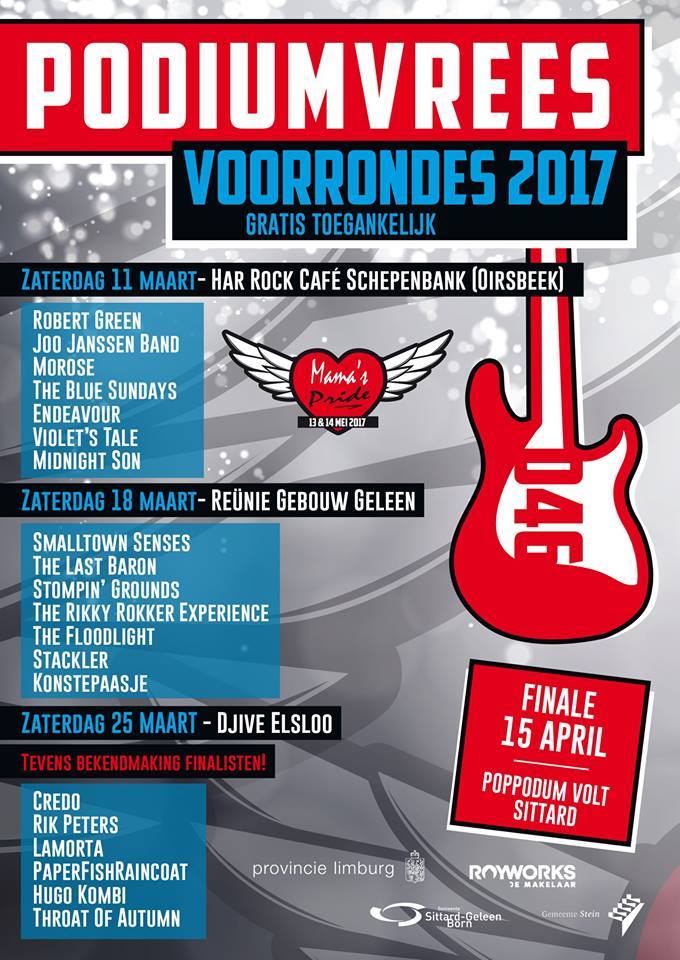 PODIUMVREES
VOORRONDES 2017
GRATIS TOEGANKELIJK
ZATERDAG 11 MAART- HAR ROCK CAFÉ SCHEPENBANK (OIRSBEEK)
ROBERT GREEN
JOO JANSSEN BAND
MOROSE
THE BLUE SUNDAYS
ENDEAVOUR
VIOLET'S TALE
MIDNIGHT SON
Mama's
Pride
13 & 14 MEI 2017
046
ZATERDAG 18 MAART- REÜNIE GEBOUW GELEEN
SMALLTOWN SENSES
THE LAST BARON
STOMPIN' GROUNDS
THE RIKKY ROKKER EXPERIENCE
THE FLOODLIGHT
STACKLER
KONSTEPAASJE
ZATERDAG 25 MAART - DJIVE ELSLOO
TEVENS BEKENDMAKING FINALISTEN!
CREDO
RIK PETERS
LAMORTA
PAPERFISHRAINCOAT
HUGO KOMBI
THROAT OF AUTUMN
FINALE
15 APRIL
POPPODUM VOLT
SITTARD
provincie limburg
ROYWORKS
DE MAKELAAR
Gemeente
Sittard-Geleen
Born
Gemeente Stein